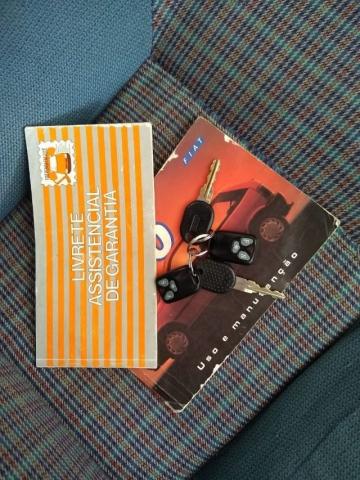 LIVRETE
ASSISTENCIAL
DE GARANTIA
FIAT
Uso e manutenção